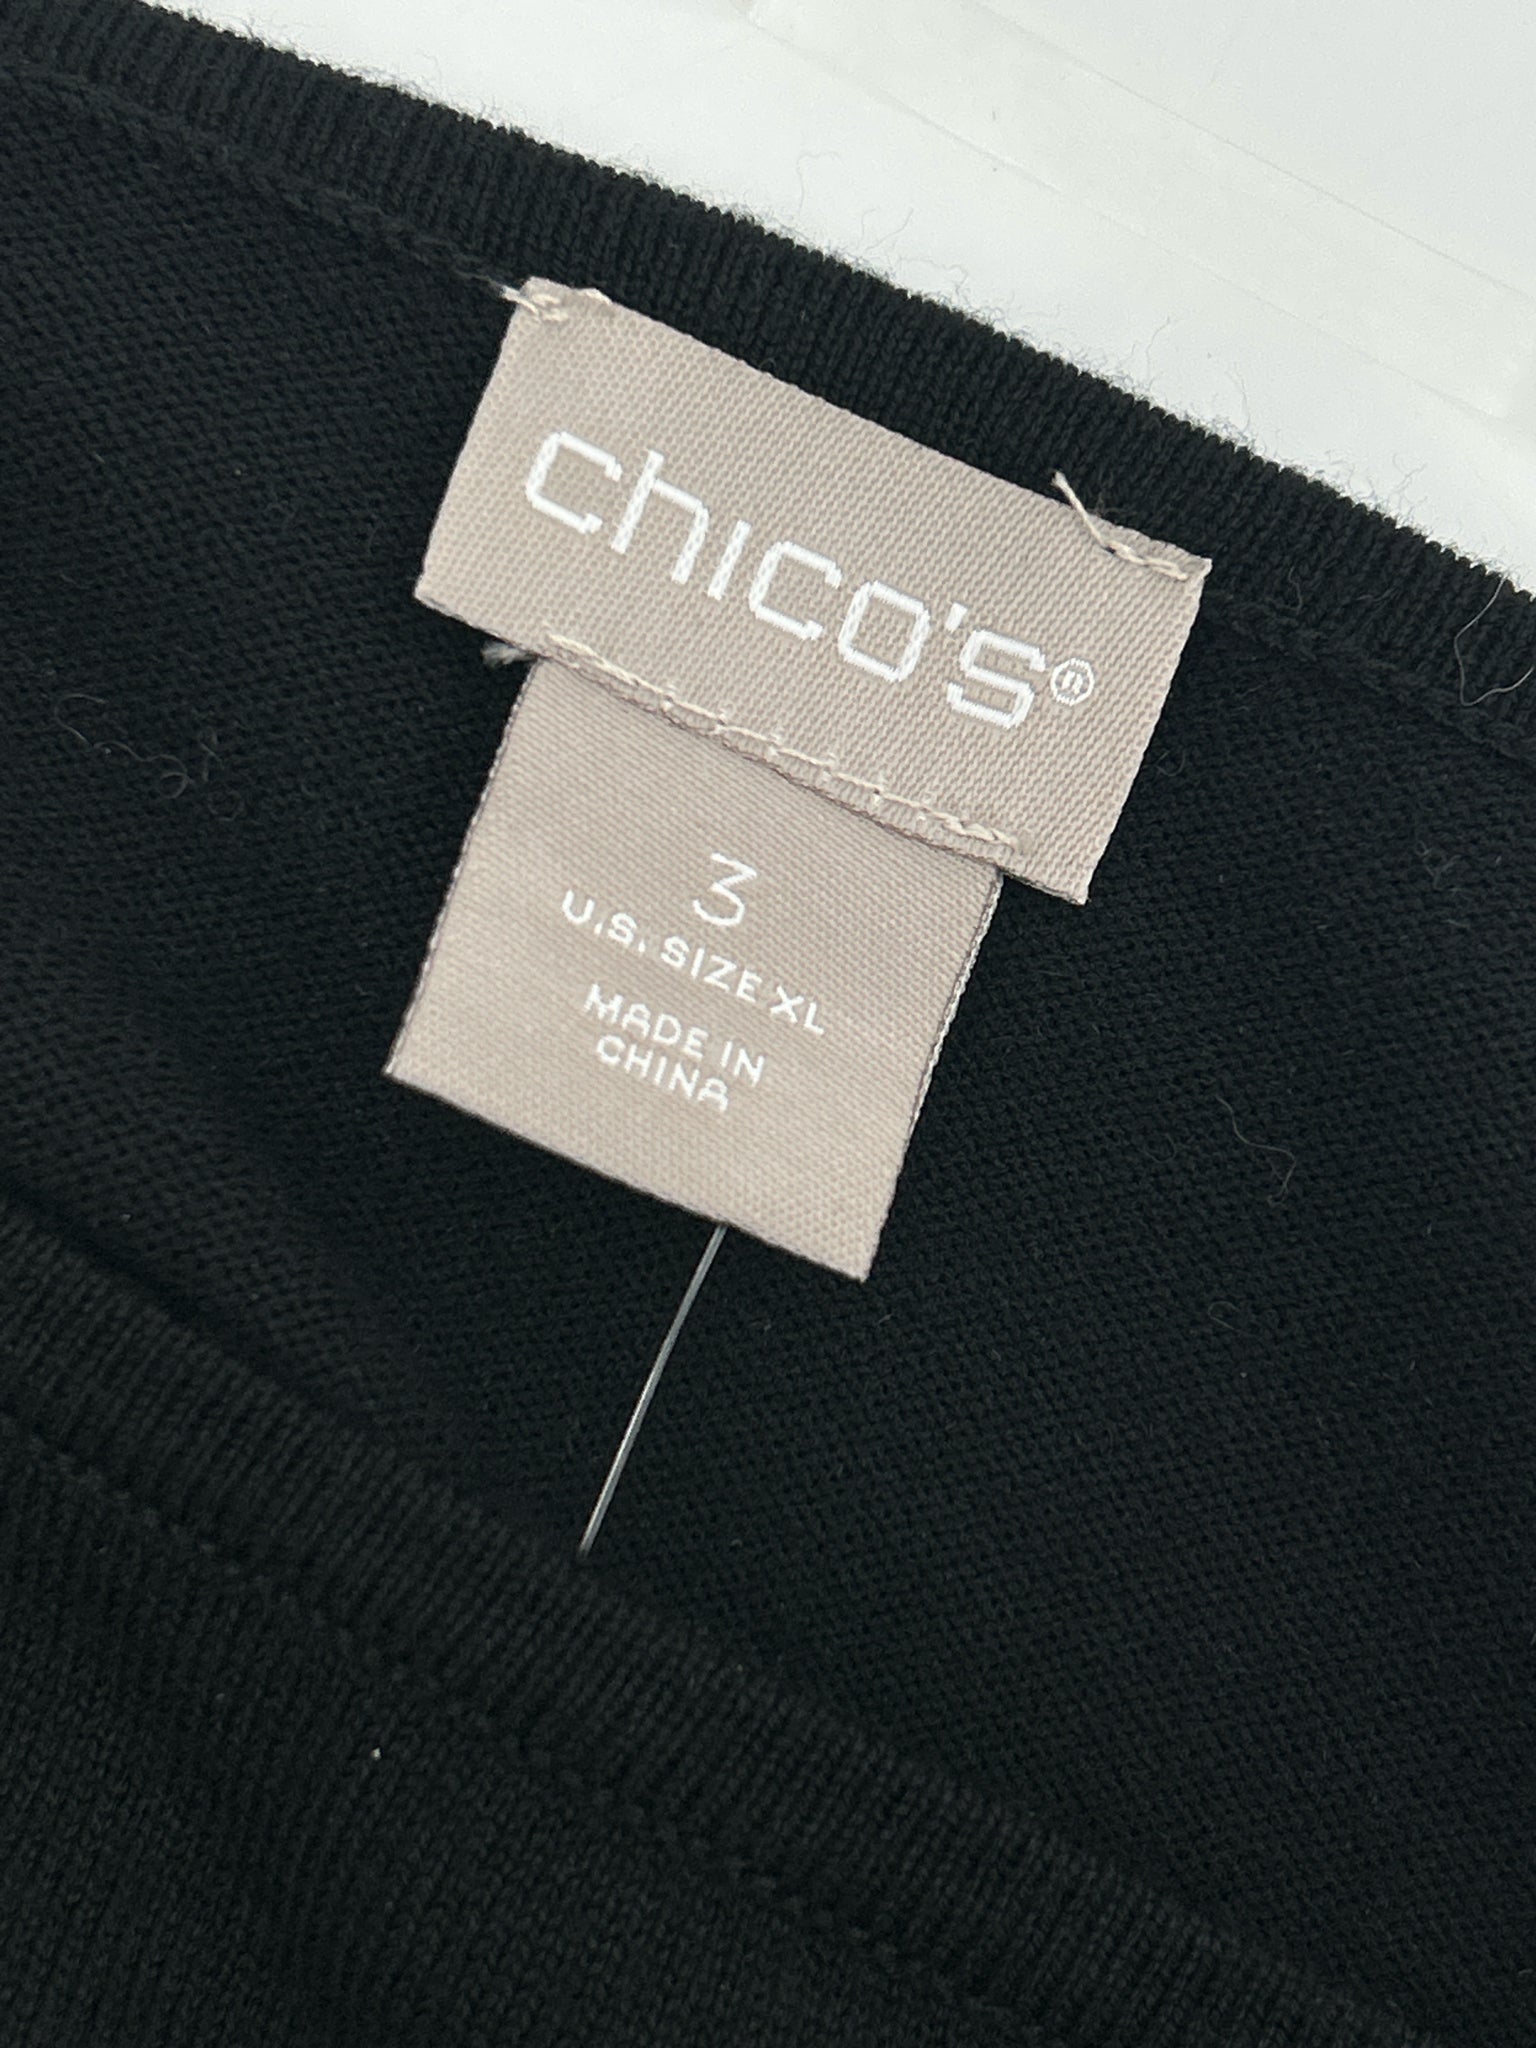 chico's®
3
U.S. SIZE XL
MADE IN
CHINA